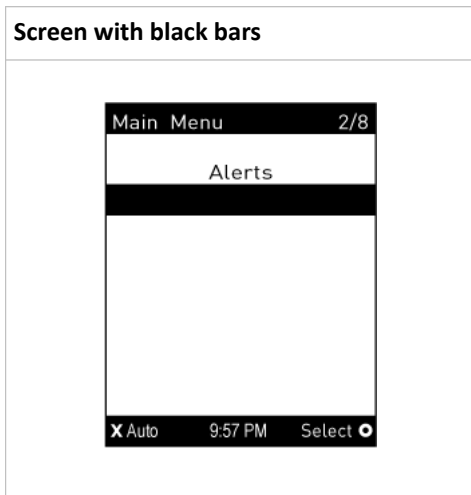 Screen with black bars
Main Menu 2/8
Alerts
X Auto 9:57 PM Select